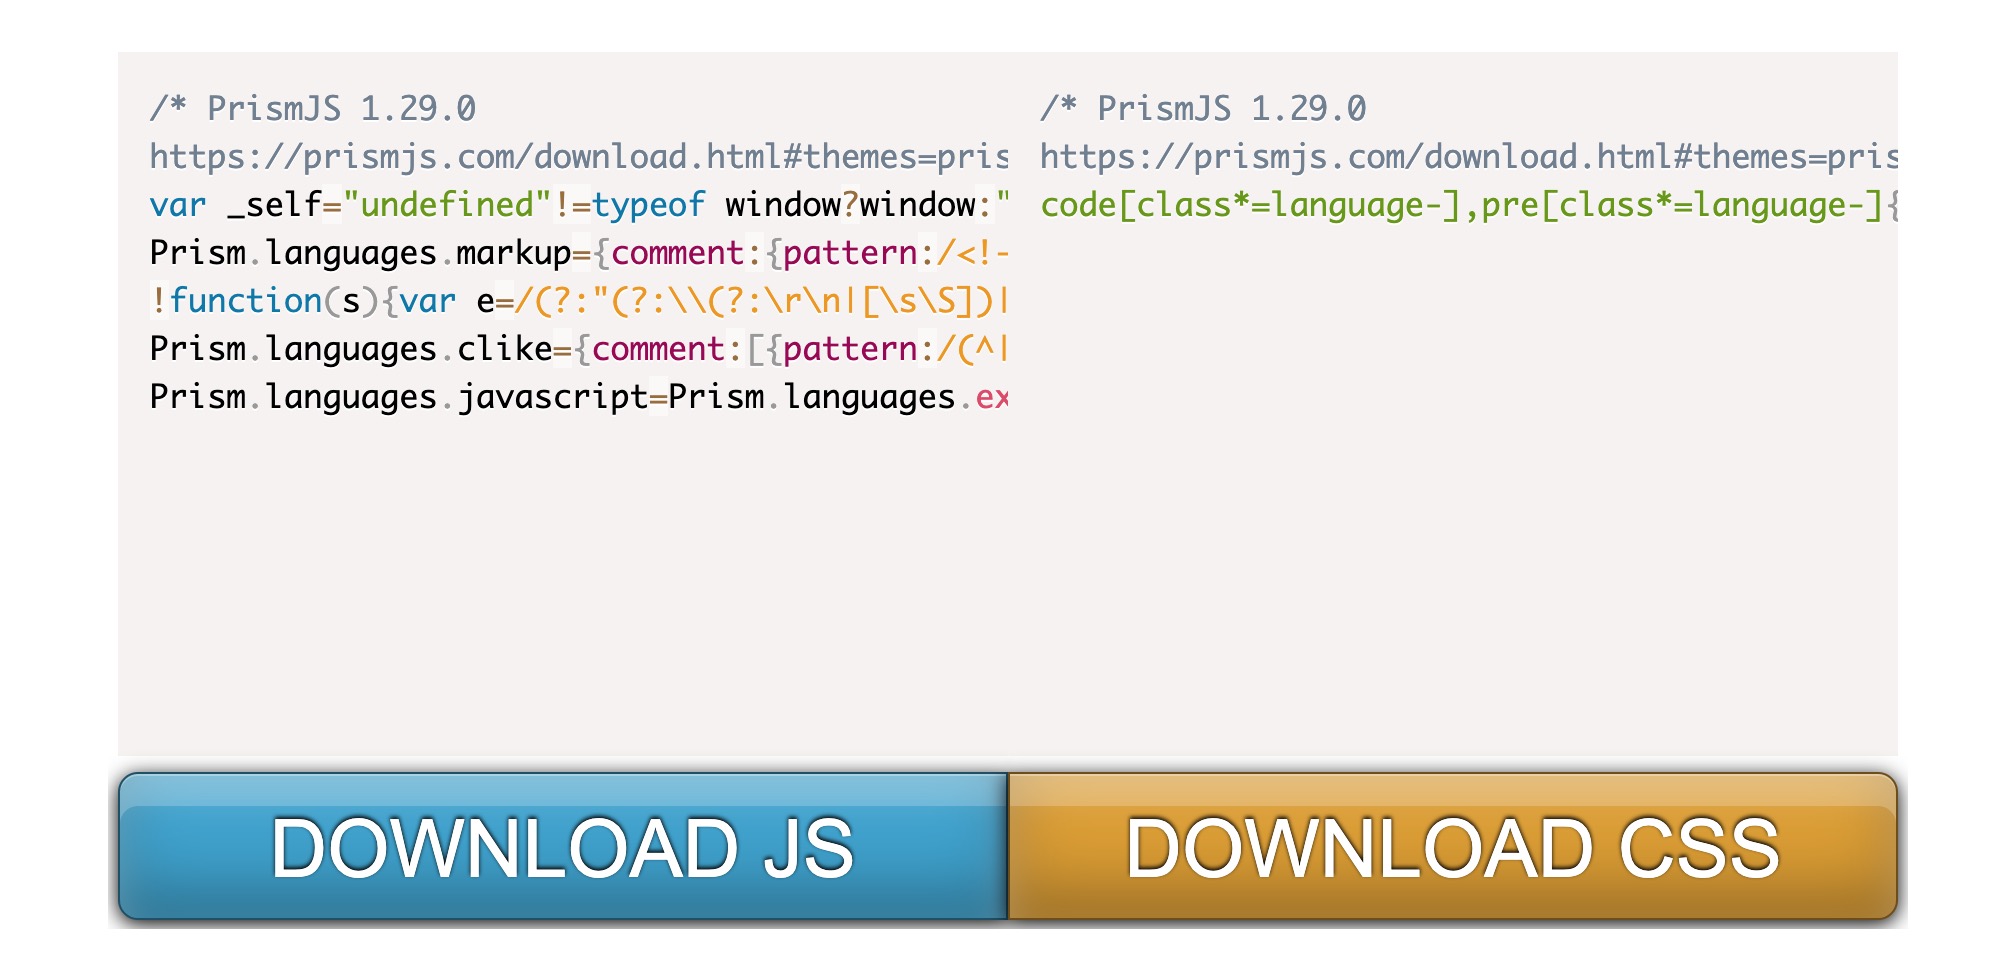 /* PrismJS 1.29.0
https://prismjs.com/download.html#themes=pris
var _self="undefined"!=typeof window?window:"
Prism.languages.markup={comment:{pattern:/<!-
!function(s){var e=/(?:"(?:\\(?:\r\n|[\s\S])|
Prism.languages.clike={comment:[{pattern:/(^|
Prism.languages.javascript=Prism.languages.ex
/* PrismJS 1.29.0
https://prismjs.com/download.html#themes=pris
code[class*=language-],pre[class*=language-]{
DOWNLOAD JS
DOWNLOAD CSS